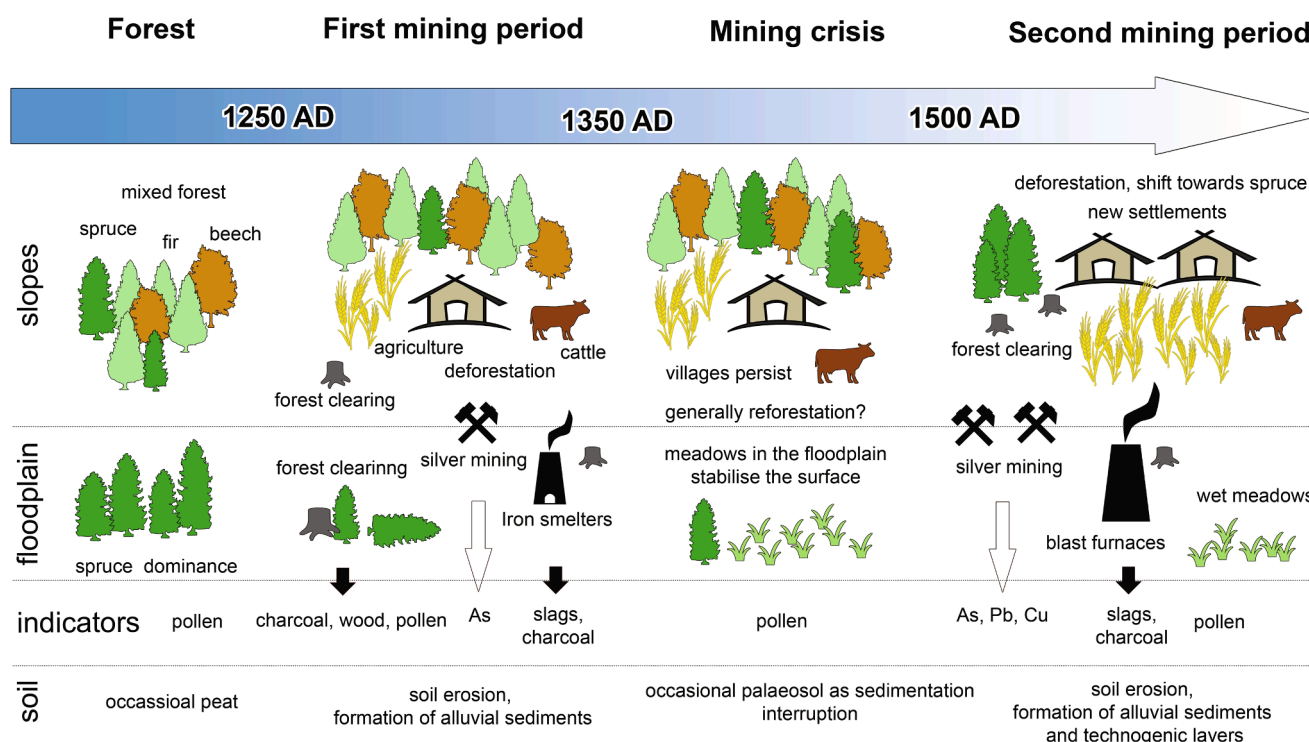 Forest
First mining period
Mining crisis
Second mining period
1250 AD
1350 AD
1500 AD
slopes
mixed forest
spruce
fir
beech
agriculture
cattle
deforestation
forest clearing
villages persist
generally reforestation?
deforestation, shift towards spruce
new settlements
forest clearing
floodplain
spruce dominance
forest clearinng
silver mining
Iron smelters
meadows in the floodplain
stabilise the surface
silver mining
blast furnaces
wet meadows
indicators
pollen
charcoal, wood, pollen
As
slags,
charcoal
pollen
As, Pb, Cu
slags,
charcoal
pollen
soil
occassioal peat
soil erosion,
formation of alluvial sediments
occasional palaeosol as sedimentation
interruption
soil erosion,
formation of alluvial sediments
and technogenic layers